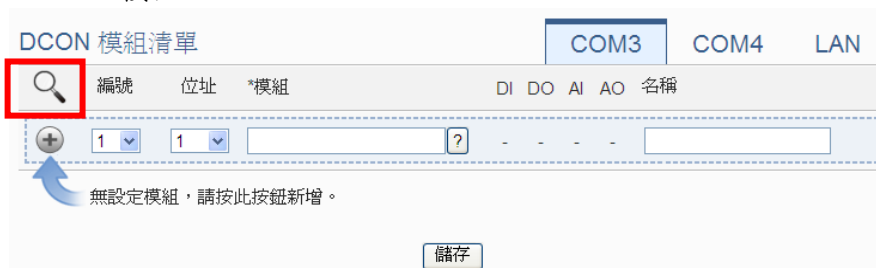 DCON 模組清單 COM3 COM4 LAN
編號 位址 *模組 DI DO AI AO 名稱
1 1 ? - - - -
無設定模組，請按此按鈕新增。
儲存